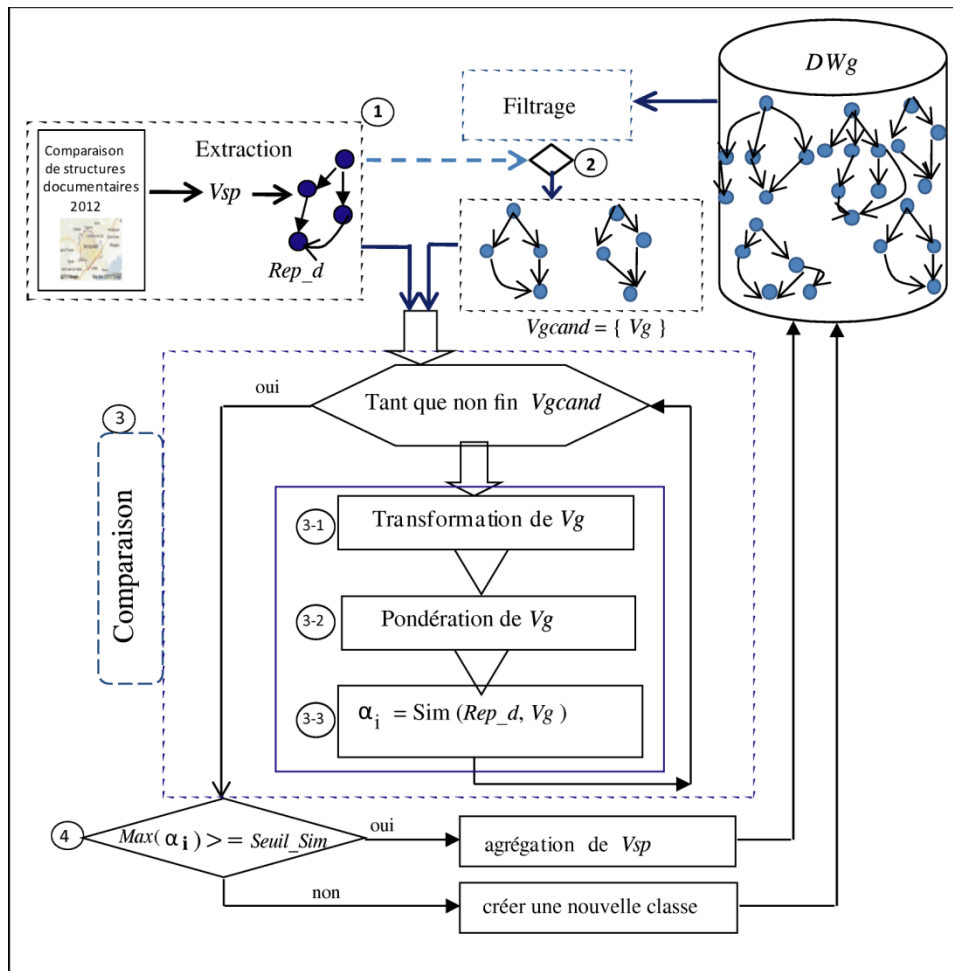 DWg
Filtrage
1
Comparaison
de structures
documentaires
2012
Extraction
Vsp
Rep_d
2
Vgcand = { Vg }
oui
Tant que non fin Vgcand
3
Comparaison
3-1
Transformation de Vg
3-2
Pondération de Vg
3-3
αi = Sim (Rep_d, Vg )
4
Max(αi) >= Seuil_Sim
oui
agrégation de Vsp
non
créer une nouvelle classe